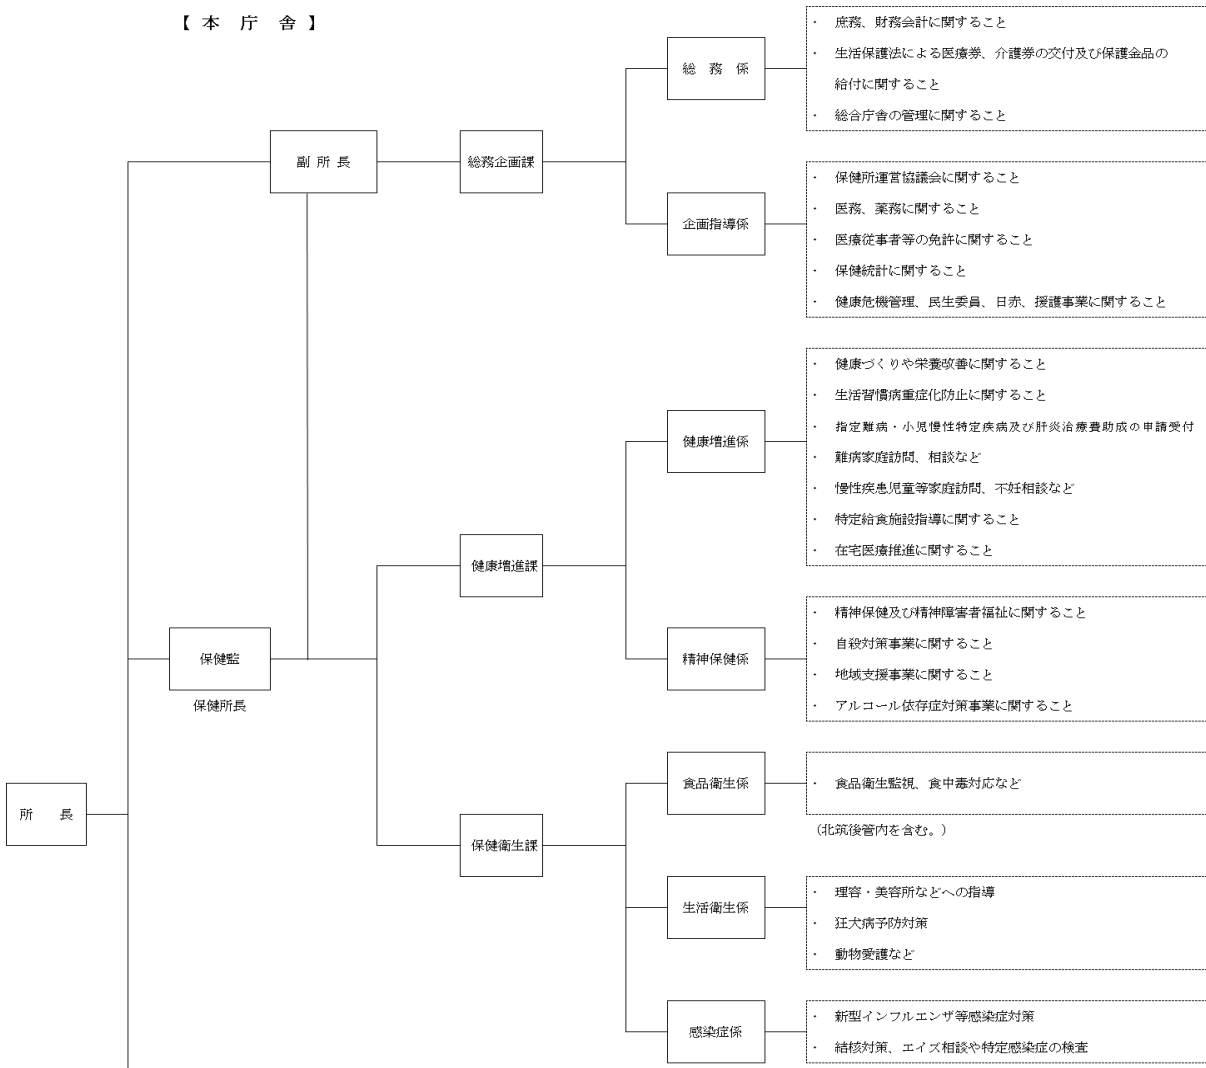 【 本 庁 舎 】
所 長
副 所 長
保健監
保健所長
総務企画課
総 務 係
・ 庶務、財務会計に関すること
・ 生活保護法による医療券、介護券の交付及び保護金品の
給付に関すること
・ 総合庁舎の管理に関すること
企画指導係
・ 保健所運営協議会に関すること
・ 医務、薬務に関すること
・ 医療従事者等の免許に関すること
・ 保健統計に関すること
・ 健康危機管理、民生委員、日赤、援護事業に関すること
健康増進課
健康増進係
・ 健康づくりや栄養改善に関すること
・ 生活習慣病重症化防止に関すること
・ 指定難病・小児慢性特定疾病及び肝炎治療費助成の申請受付
・ 難病家庭訪問、相談など
・ 慢性疾患児童等家庭訪問、不妊相談など
・ 特定給食施設指導に関すること
・ 在宅医療推進に関すること
精神保健係
・ 精神保健及び精神障害者福祉に関すること
・ 自殺対策事業に関すること
・ 地域支援事業に関すること
・ アルコール依存症対策事業に関すること
保健衛生課
食品衛生係
・ 食品衛生監視、食中毒対応など
（北筑後管内を含む。）
生活衛生係
・ 理容・美容所などへの指導
・ 狂犬病予防対策
・ 動物愛護など
感染症係
・ 新型インフルエンザ等感染症対策
・ 結核対策、エイズ相談や特定感染症の検査